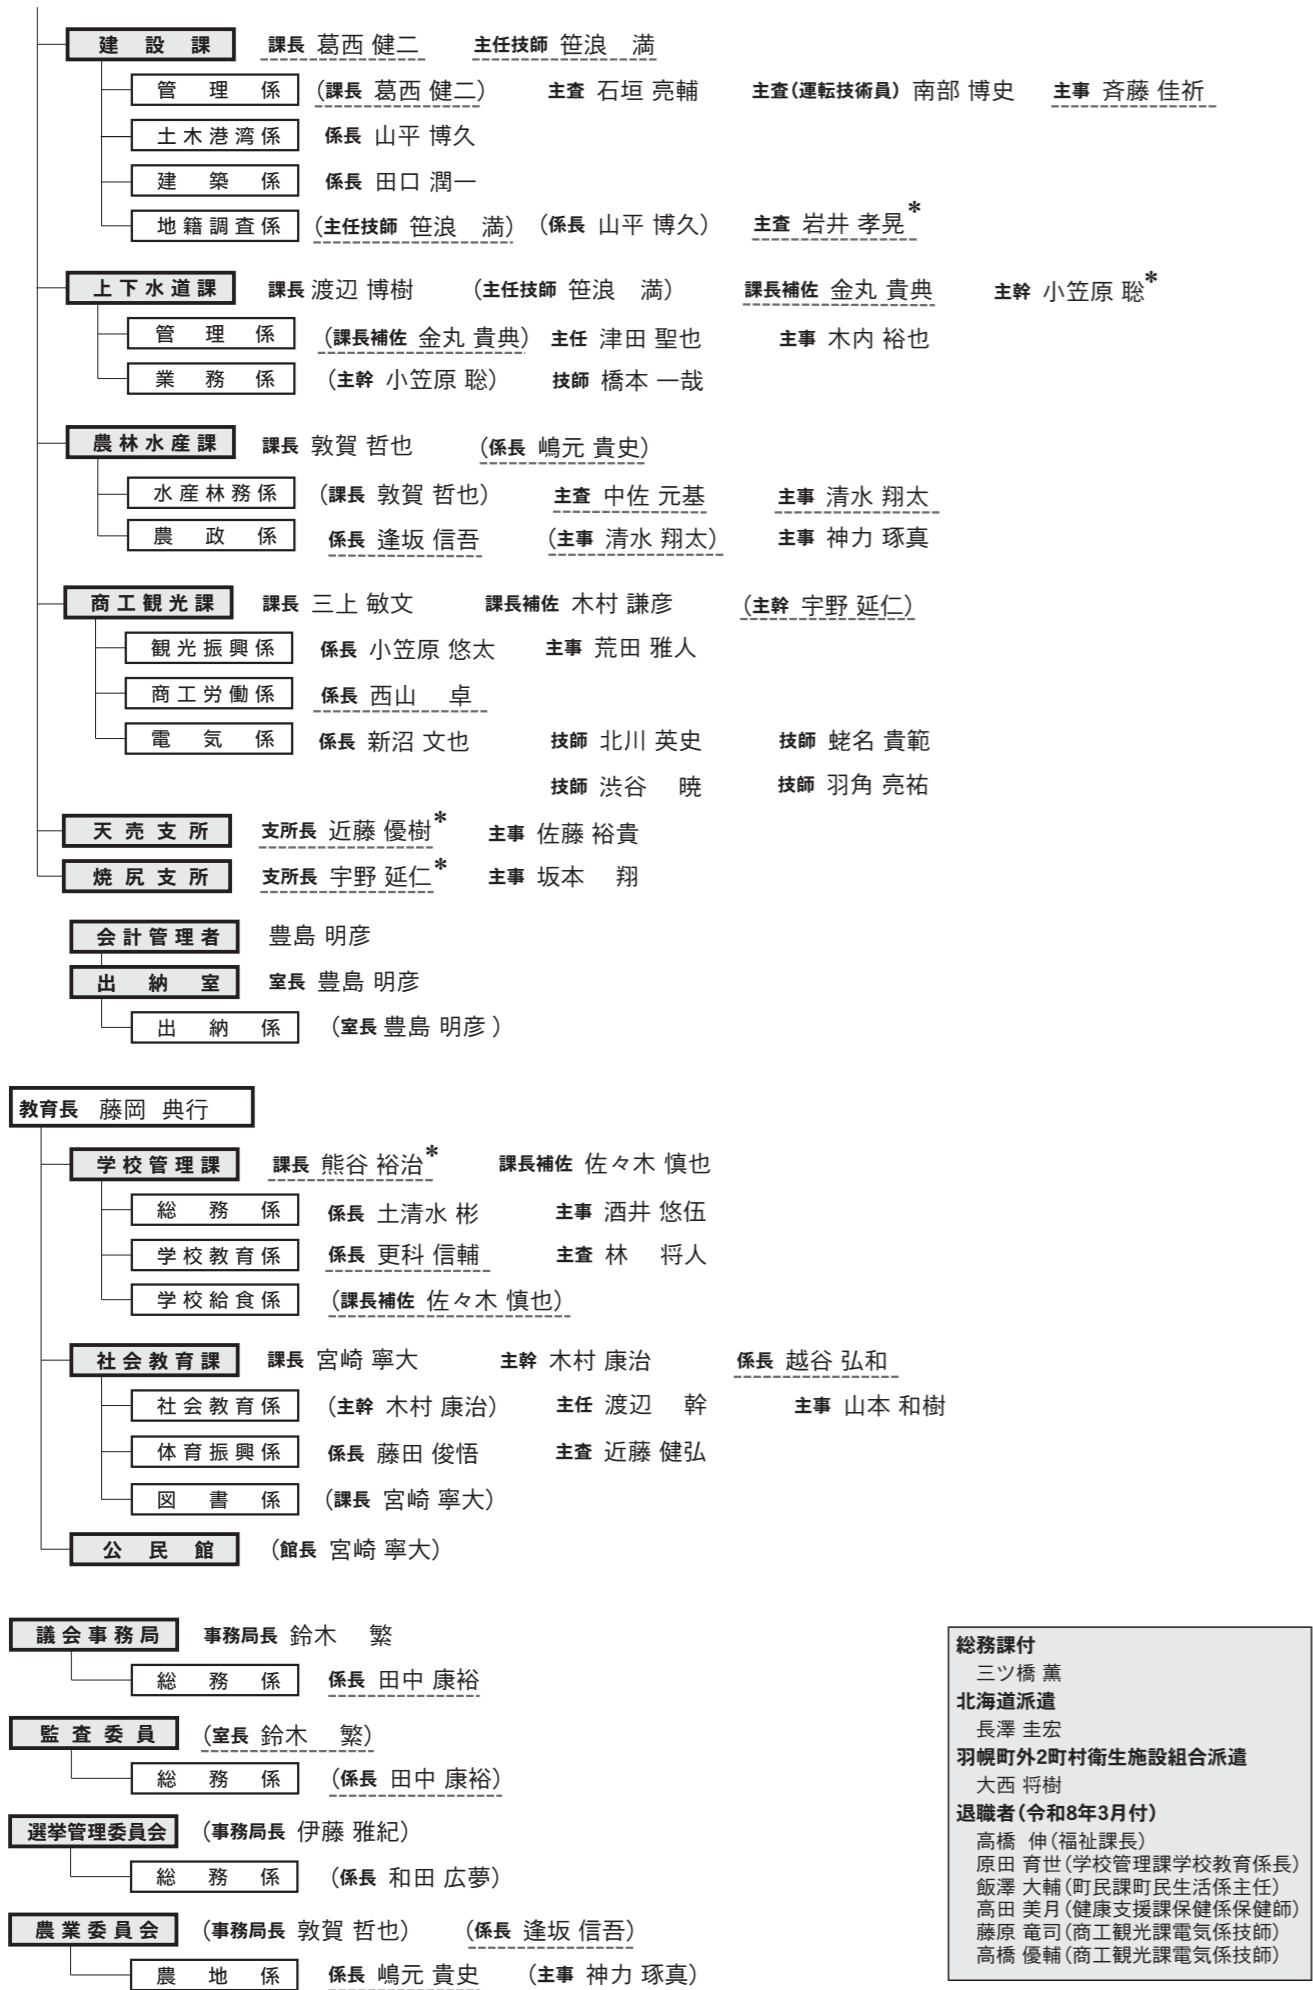 建設課 課長 葛西 健二 主任技師 笹浪 満
管理係 （課長 葛西 健二） 主査 石垣 亮輔 主査（運転技術員） 南部 博史 主事 斉藤 佳祈
土木港湾係 係長 山平 博久
建築係 係長 田口 潤一
地籍調査係 （主任技師 笹浪 満） （係長 山平 博久） 主査 岩井 孝晃*
上下水道課 課長 渡辺 博樹 （主任技師 笹浪 満） 課長補佐 金丸 貴典 主幹 小笠原 聡*
管理係 （課長補佐 金丸 貴典） 主任 津田 聖也 主事 木内 裕也
業務係 （主幹 小笠原 聡） 技師 橋本 一哉
農林水産課 課長 敦賀 哲也 （係長 嶋元 貴史）
水産林務係 （課長 敦賀 哲也） 主査 中佐 元基 主事 清水 翔太
農政係 係長 逢坂 信吾 （主事 清水 翔太） 主事 神力 琢真
商工観光課 課長 三上 敏文 課長補佐 木村 謙彦 （主幹 宇野 延仁）
観光振興係 係長 小笠原 悠太 主事 荒田 雅人
商工労働係 係長 西山 卓
電気係 係長 新沼 文也 技師 北川 英史 技師 蛯名 貴範
技師 渋谷 暁 技師 羽角 亮祐
天売支所 支所長 近藤 優樹* 主事 佐藤 裕貴
焼尻支所 支所長 宇野 延仁* 主事 坂本 翔
会計管理者 豊島 明彦
出納室 室長 豊島 明彦
出納係 （室長 豊島 明彦）
教育長 藤岡 典行
学校管理課 課長 熊谷 裕治* 課長補佐 佐々木 慎也
総務係 係長 土清水 彬 主事 酒井 悠伍
学校教育係 係長 更科 信輔 主査 林 将人
学校給食係 （課長補佐 佐々木 慎也）
社会教育課 課長 宮崎 寧大 主幹 木村 康治 係長 越谷 弘和
社会教育係 （主幹 木村 康治） 主任 渡辺 幹 主事 山本 和樹
体育振興係 係長 藤田 俊悟 主査 近藤 健弘
図書係 （課長 宮崎 寧大）
公民館 （館長 宮崎 寧大）
議会事務局 事務局長 鈴木 繁
総務係 係長 田中 康裕
監査委員 （室長 鈴木 繁）
総務係 （係長 田中 康裕）
選挙管理委員会 （事務局長 伊藤 雅紀）
総務係 （係長 和田 広夢）
農業委員会 （事務局長 敦賀 哲也） （係長 逢坂 信吾）
農地係 係長 嶋元 貴史 （主事 神力 琢真）
総務課付
三ツ橋 薫
北海道派遣
長澤 圭宏
羽幌町外2町村衛生施設組合派遣
大西 将樹
退職者（令和8年3月付）
高橋 伸（福祉課長）
原田 育世（学校管理課学校教育係長）
飯澤 大輔（町民課町民生活係主任）
高田 美月（健康支援課保健係保健師）
藤原 竜司（商工観光課電気係技師）
高橋 優輔（商工観光課電気係技師）